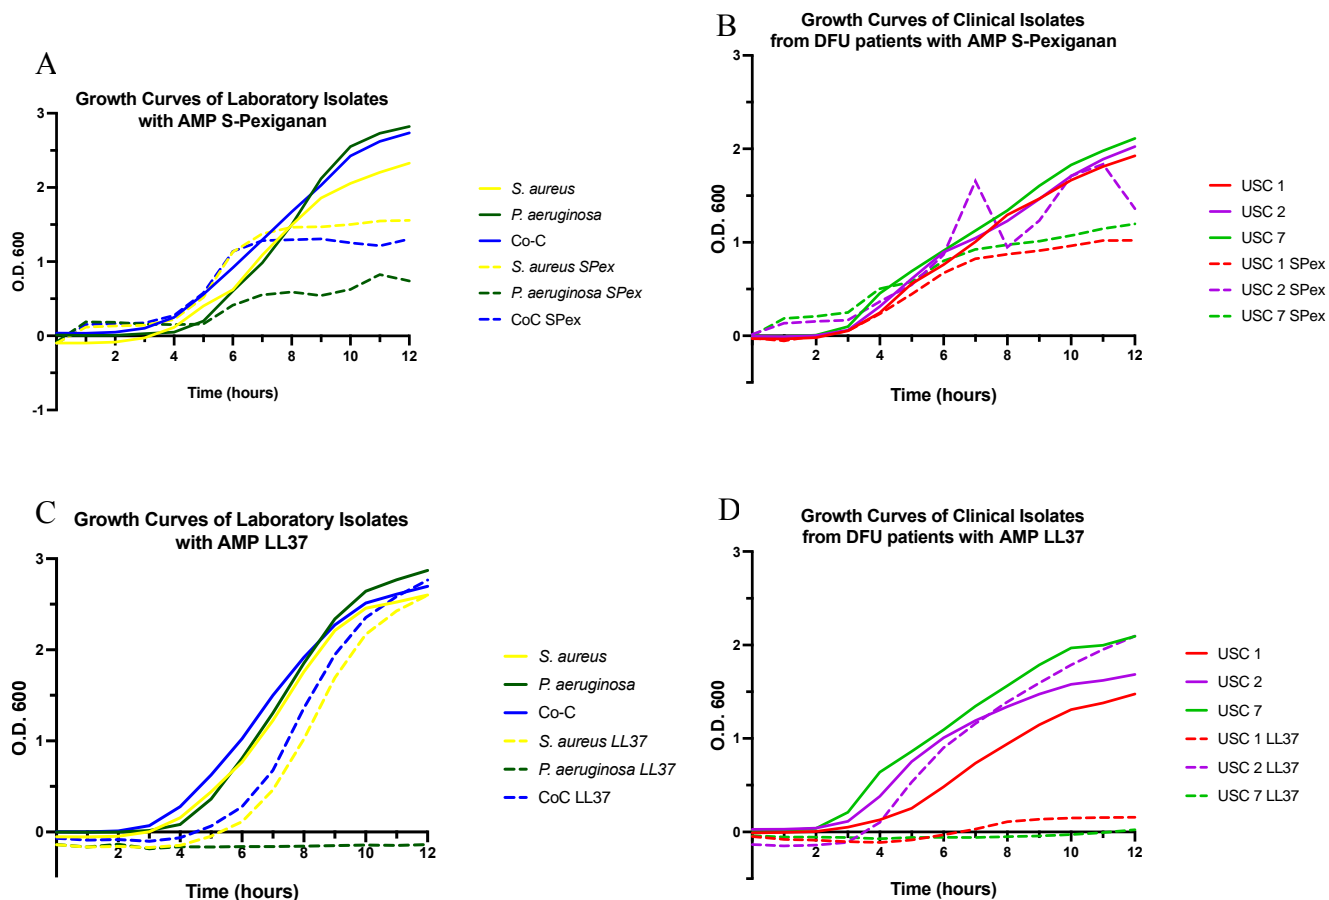 A
Growth Curves of Laboratory Isolates
with AMP S-Pexiganan
O.D. 600
3
2
1
0
-1
2
4
6
8
10
12
Time (hours)
S. aureus
P. aeruginosa
Co-C
S. aureus SPex
P. aeruginosa SPex
CoC SPex
B
Growth Curves of Clinical Isolates
from DFU patients with AMP S-Pexiganan
O.D. 600
3
2
1
0
2
4
6
8
10
12
Time (hours)
USC 1
USC 2
USC 7
USC 1 SPex
USC 2 SPex
USC 7 SPex
C
Growth Curves of Laboratory Isolates
with AMP LL37
O.D. 600
3
2
1
0
2
4
6
8
10
12
Time (hours)
S. aureus
P. aeruginosa
Co-C
S. aureus LL37
P. aeruginosa LL37
CoC LL37
D
Growth Curves of Clinical Isolates
from DFU patients with AMP LL37
O.D. 600
3
2
1
0
2
4
6
8
10
12
Time (hours)
USC 1
USC 2
USC 7
USC 1 LL37
USC 2 LL37
USC 7 LL37